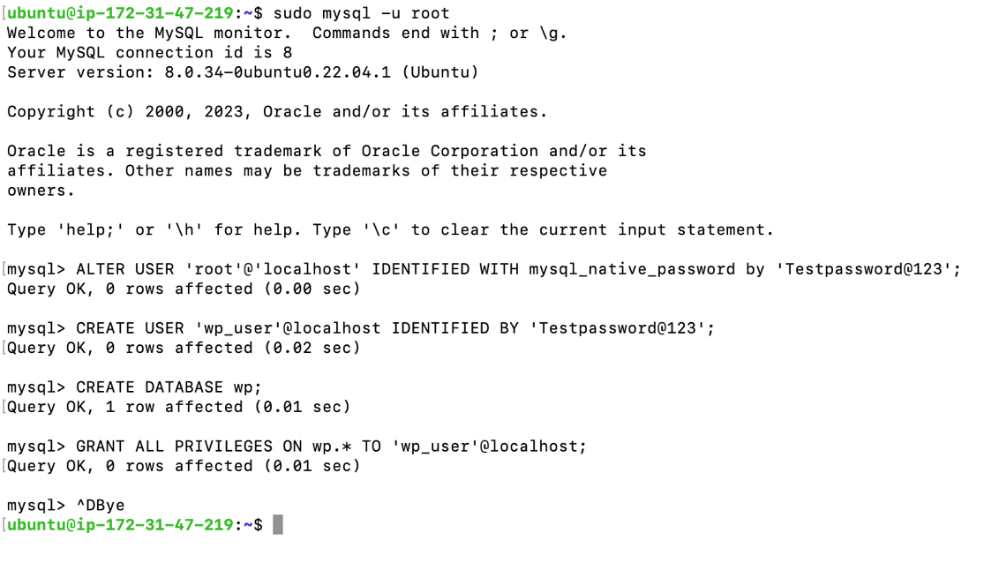 [ubuntu@ip-172-31-47-219:~$ sudo mysql -u root
Welcome to the MySQL monitor.  Commands end with ; or \g.
Your MySQL connection id is 8
Server version: 8.0.34-0ubuntu0.22.04.1 (Ubuntu)

Copyright (c) 2000, 2023, Oracle and/or its affiliates.

Oracle is a registered trademark of Oracle Corporation and/or its
affiliates. Other names may be trademarks of their respective
owners.

Type 'help;' or '\h' for help. Type '\c' to clear the current input statement.

[mysql> ALTER USER 'root'@'localhost' IDENTIFIED WITH mysql_native_password by 'Testpassword@123';
Query OK, 0 rows affected (0.00 sec)

mysql> CREATE USER 'wp_user'@localhost IDENTIFIED BY 'Testpassword@123';
[Query OK, 0 rows affected (0.02 sec)

mysql> CREATE DATABASE wp;
[Query OK, 1 row affected (0.01 sec)

mysql> GRANT ALL PRIVILEGES ON wp.* TO 'wp_user'@localhost;
[Query OK, 0 rows affected (0.01 sec)

mysql> ^DBye
[ubuntu@ip-172-31-47-219:~$